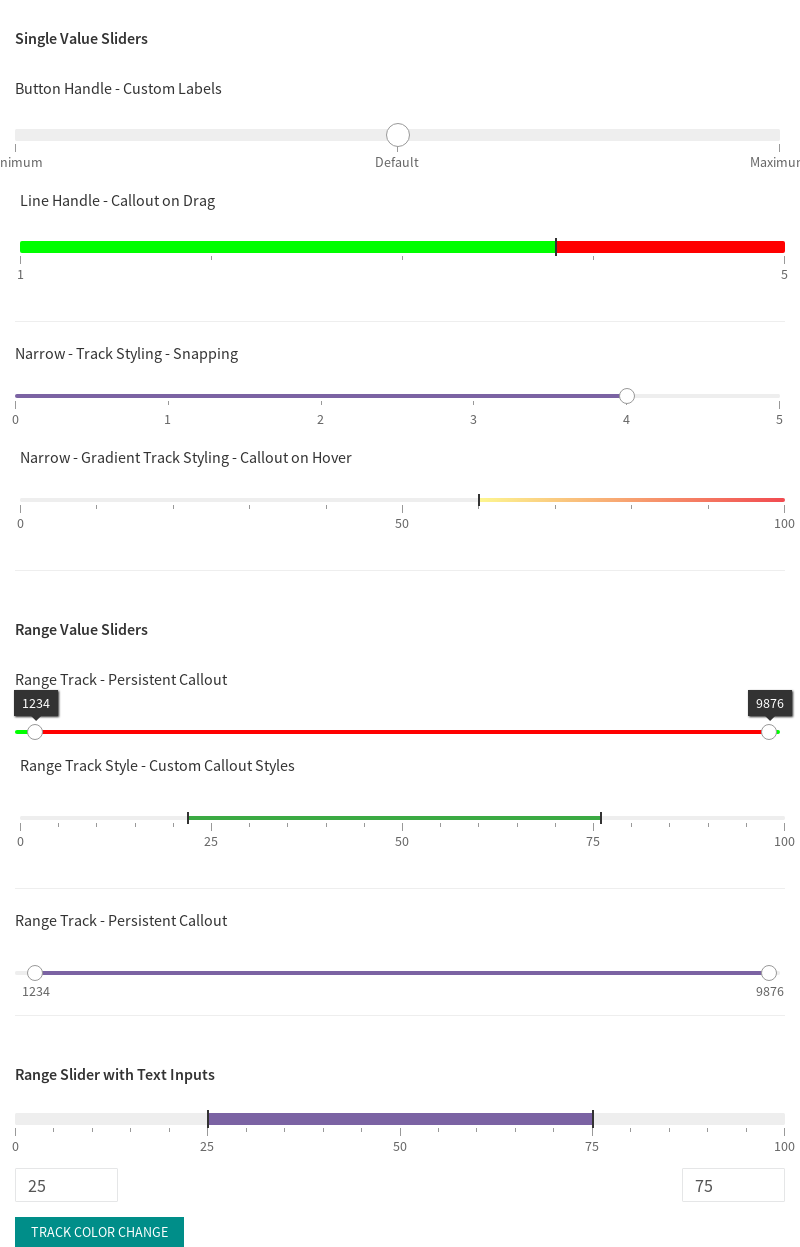 Single Value Sliders
Button Handle - Custom Labels
nimum Default Maximur
Line Handle - Callout on Drag
1 5
Narrow - Track Styling - Snapping
0 1 2 3 4 5
Narrow - Gradient Track Styling - Callout on Hover
0 50 100
Range Value Sliders
Range Track - Persistent Callout
1234 9876
Range Track Style - Custom Callout Styles
0 25 50 75 100
Range Track - Persistent Callout
1234 9876
Range Slider with Text Inputs
0 25 50 75 100
25 75
TRACK COLOR CHANGE